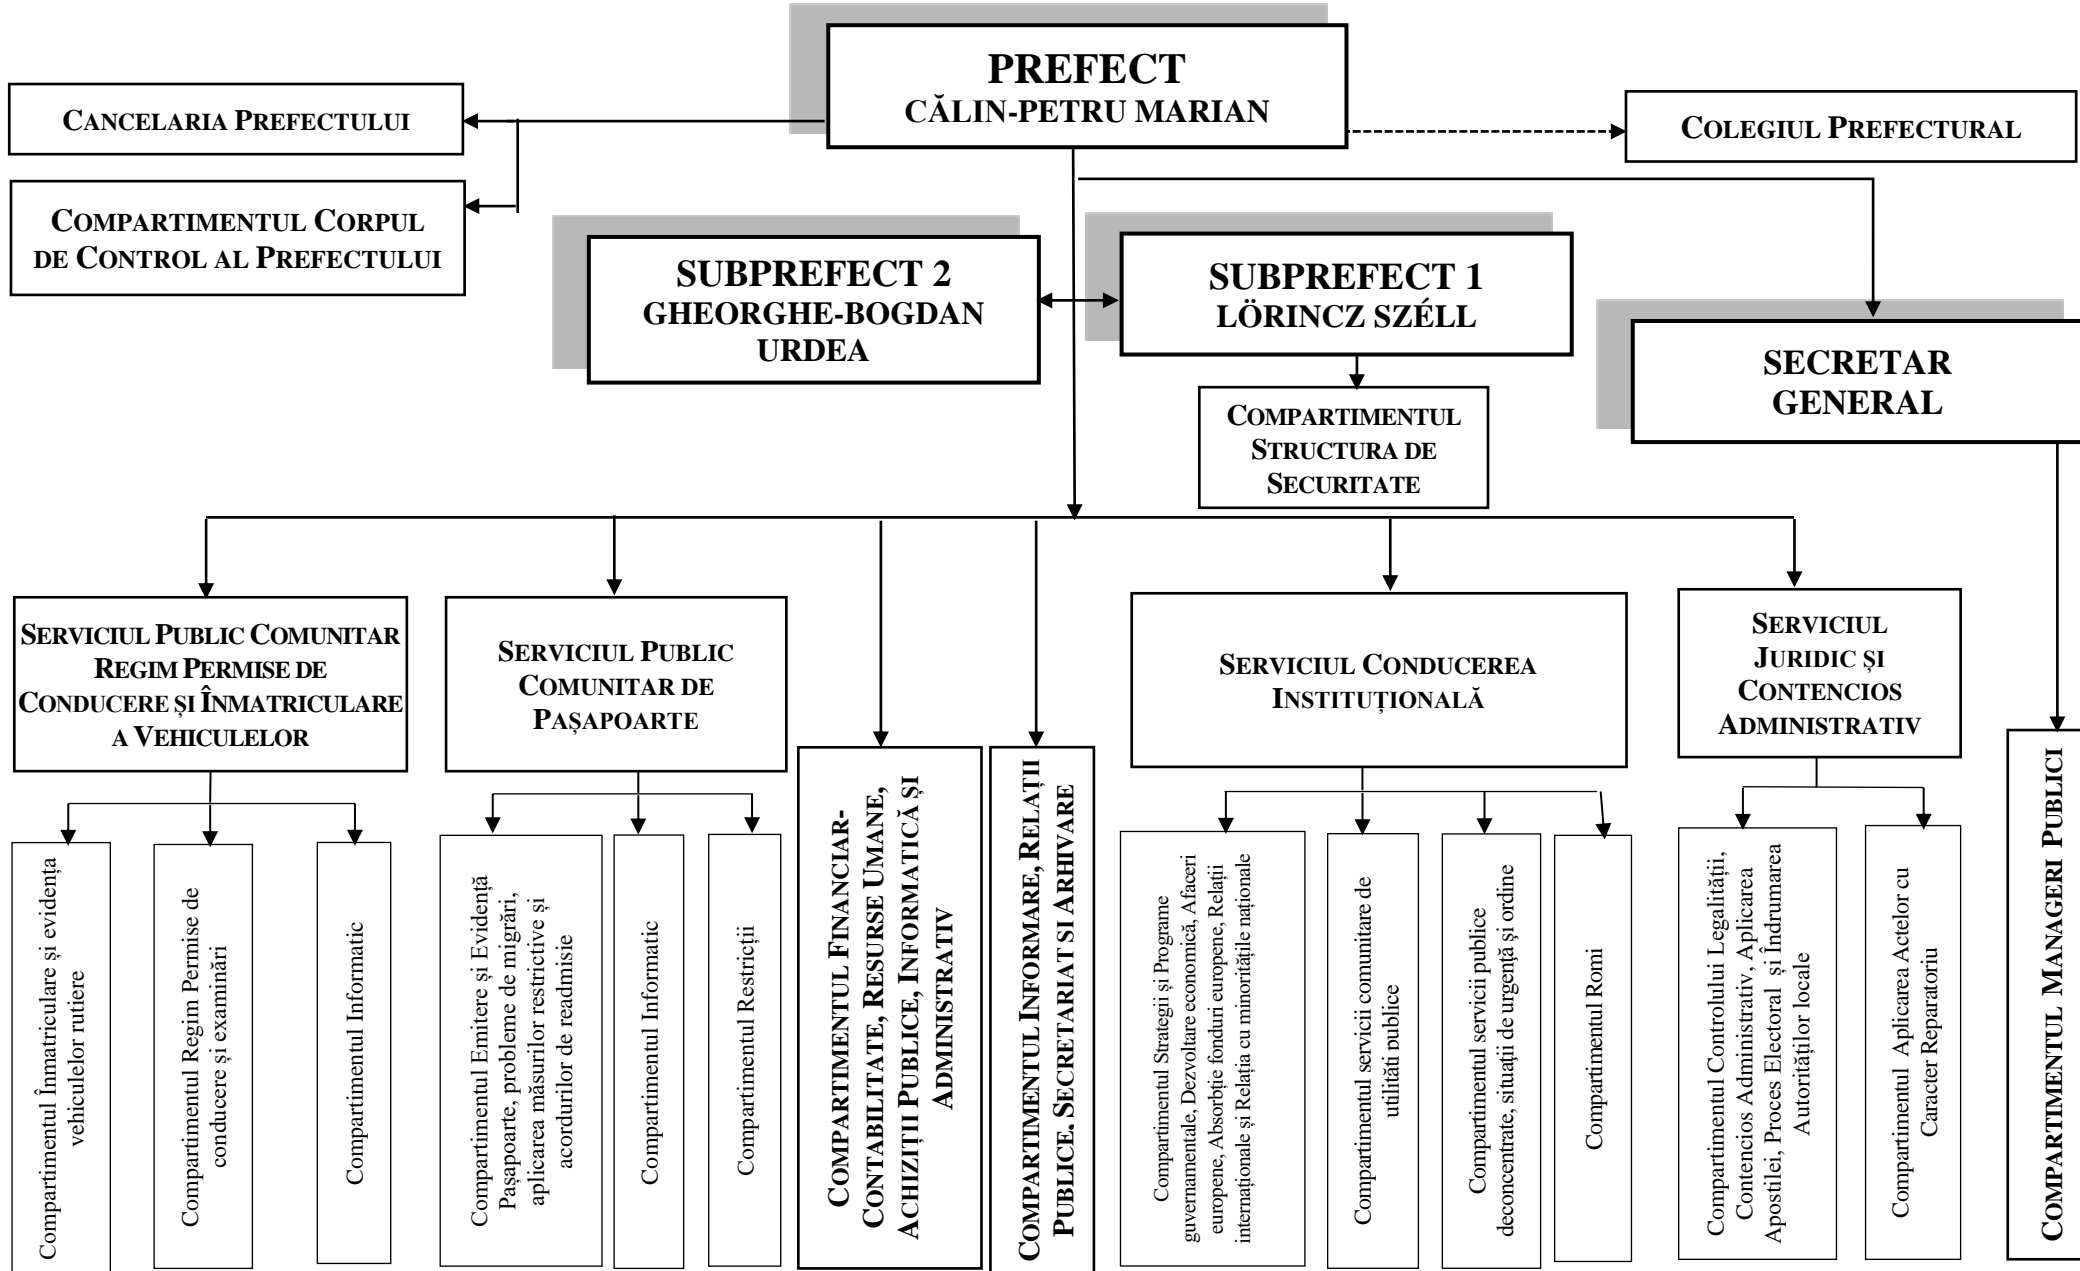 PREFECT
CĂLIN-PETRU MARIAN
CANCELARIA PREFECTULUI
COLEGIUL PREFECTURAL
COMPARTIMENTUL CORPUL
DE CONTROL AL PREFECTULUI
SUBPREFECT 2
GHEORGHE-BOGDAN
URDEA
SUBPREFECT 1
LÖRINCZ SZÉLL
SECRETAR
GENERAL
COMPARTIMENTUL
STRUCTURA DE
SECURITATE
SERVICIUL PUBLIC COMUNITAR
REGIM PERMISE DE
CONDUCERE ȘI ÎNMATRICULARE
A VEHICULELOR
SERVICIUL PUBLIC
COMUNITAR DE
PAȘAPOARTE
SERVICIUL CONDUCEREA
INSTITUȚIONALĂ
SERVICIUL
JURIDIC ȘI
CONTENCIOS
ADMINISTRATIV
Compartimentul Înmatriculare și evidența
vehiculelor rutiere
Compartimentul Regim Permise de
conducere și examinări
Compartimentul Informatic
Compartimentul Emitere și Evidență
Pașapoarte, probleme de migrări,
aplicarea măsurilor restrictive și
acordurilor de readmisie
Compartimentul Informatic
Compartimentul Restricții
COMPARTIMENTUL FINANCIAR-
CONTABILITATE, RESURSE UMANE,
ACHIZIȚII PUBLICE, INFORMATICĂ ȘI
ADMINISTRATIV
COMPARTIMENTUL INFORMARE, RELAȚII
PUBLICE, SECRETARIAT SI ARHIVARE
Compartimentul Strategii și Programe
guvernamentale, Dezvoltare economică, Afaceri
europene, Absorbție fonduri europene, Relații
internaționale și Relația cu minoritățile naționale
Compartimentul servicii comunitare de
utilități publice
Compartimentul servicii publice
deconcentrate, situații de urgență și ordine
Compartimentul Romi
Compartimentul Controlului Legalității,
Contencios Administrativ, Aplicarea
Apostilei, Proces Electoral și Îndrumarea
Autorităților locale
Compartimentul Aplicarea Actelor cu
Caracter Reparatoriu
COMPARTIMENTUL MANAGERI PUBLICI